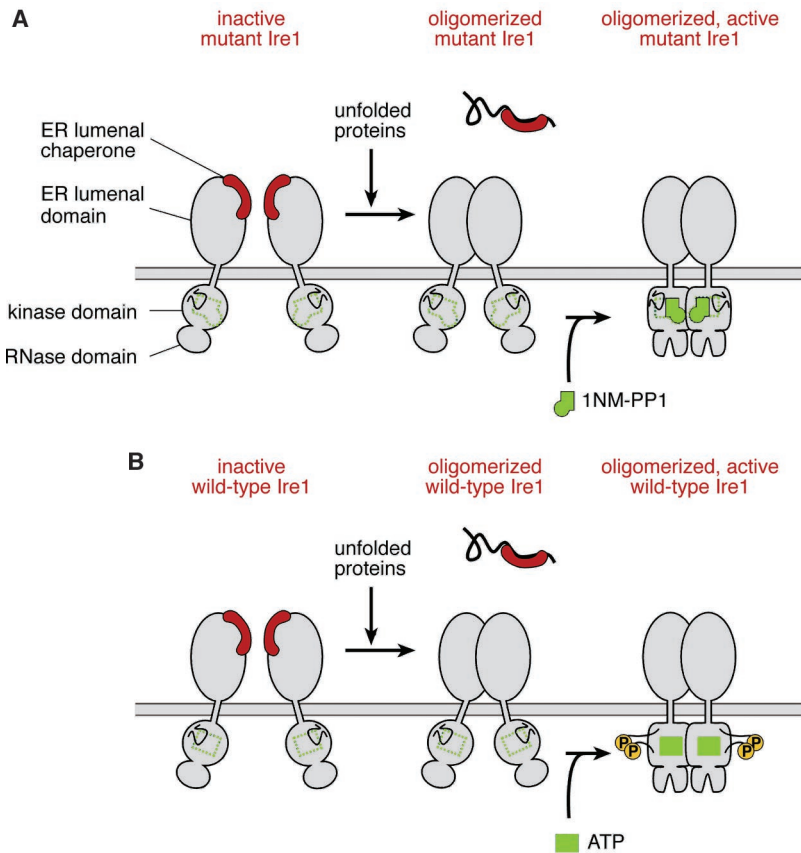 A
inactive
mutant Ire1
oligomerized
mutant Ire1
oligomerized, active
mutant Ire1
unfolded
proteins
ER lumenal
chaperone
ER lumenal
domain
kinase domain
RNase domain
1NM-PP1
B
inactive
wild-type Ire1
oligomerized
wild-type Ire1
oligomerized, active
wild-type Ire1
unfolded
proteins
P P
P P
ATP